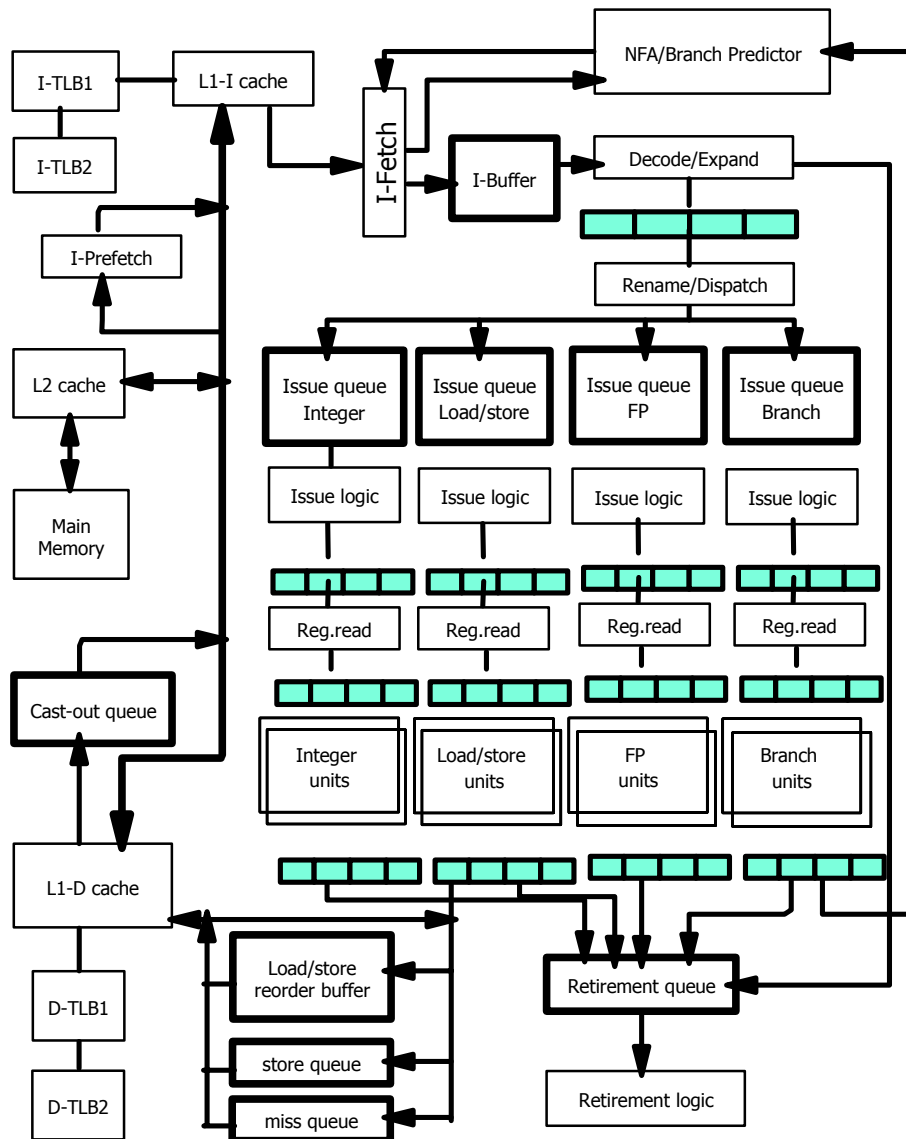 NFA/Branch Predictor
I-TLB1
L1-I cache
I-TLB2
I-Fetch
I-Buffer
Decode/Expand
I-Prefetch
Rename/Dispatch
L2 cache
Issue queue
Integer
Issue queue
Load/store
Issue queue
FP
Issue queue
Branch
Main
Memory
Issue logic
Issue logic
Issue logic
Issue logic
Reg.read
Reg.read
Reg.read
Reg.read
Cast-out queue
Integer
units
Load/store
units
FP
units
Branch
units
L1-D cache
Load/store
reorder buffer
Retirement queue
D-TLB1
store queue
D-TLB2
miss queue
Retirement logic